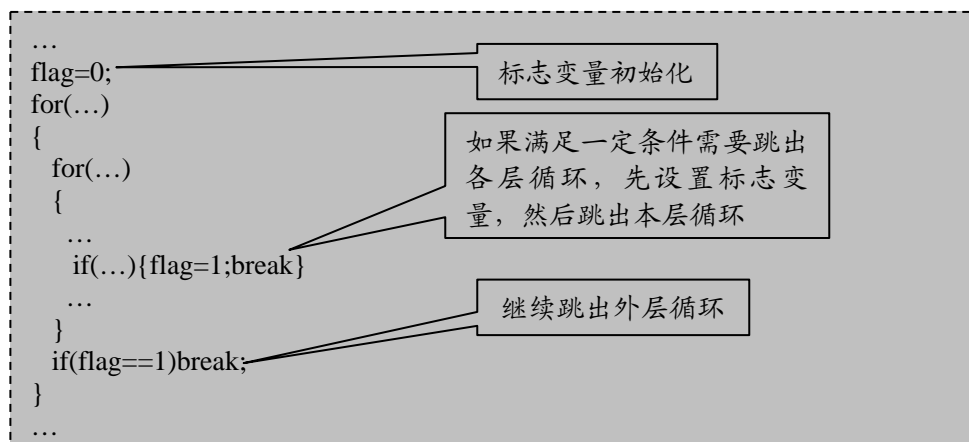 …
flag=0;
标志变量初始化
for(…)
{
for(…)
{
如果满足一定条件需要跳出
各层循环，先设置标志变
量，然后跳出本层循环
…
if(…){flag=1;break}
…
}
继续跳出外层循环
if(flag==1)break;
}
…